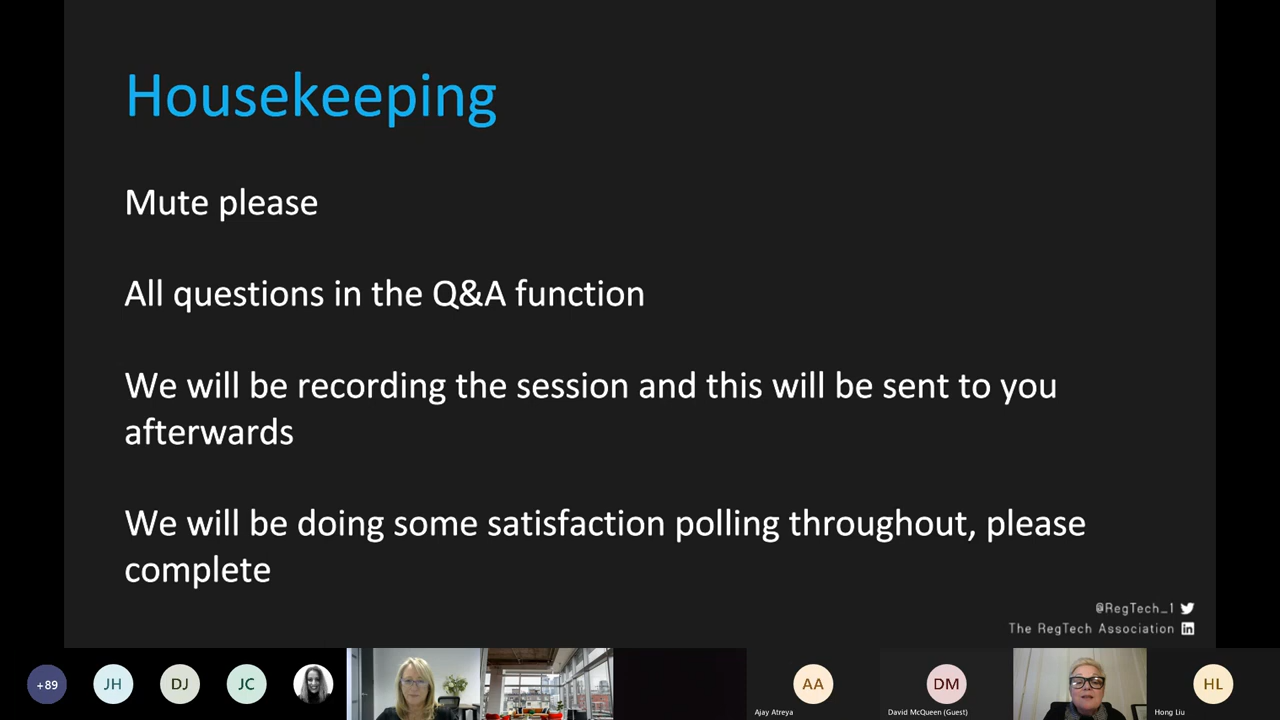 Housekeeping
Mute please
All questions in the Q&A function
We will be recording the session and this will be sent to you
afterwards
We will be doing some satisfaction polling throughout, please
complete
@RegTech_1
The RegTech Association
+89
JH
DJ
JC
AA
Ajay Atreya
DM
David McQueen (Guest)
HL
Hong Liu